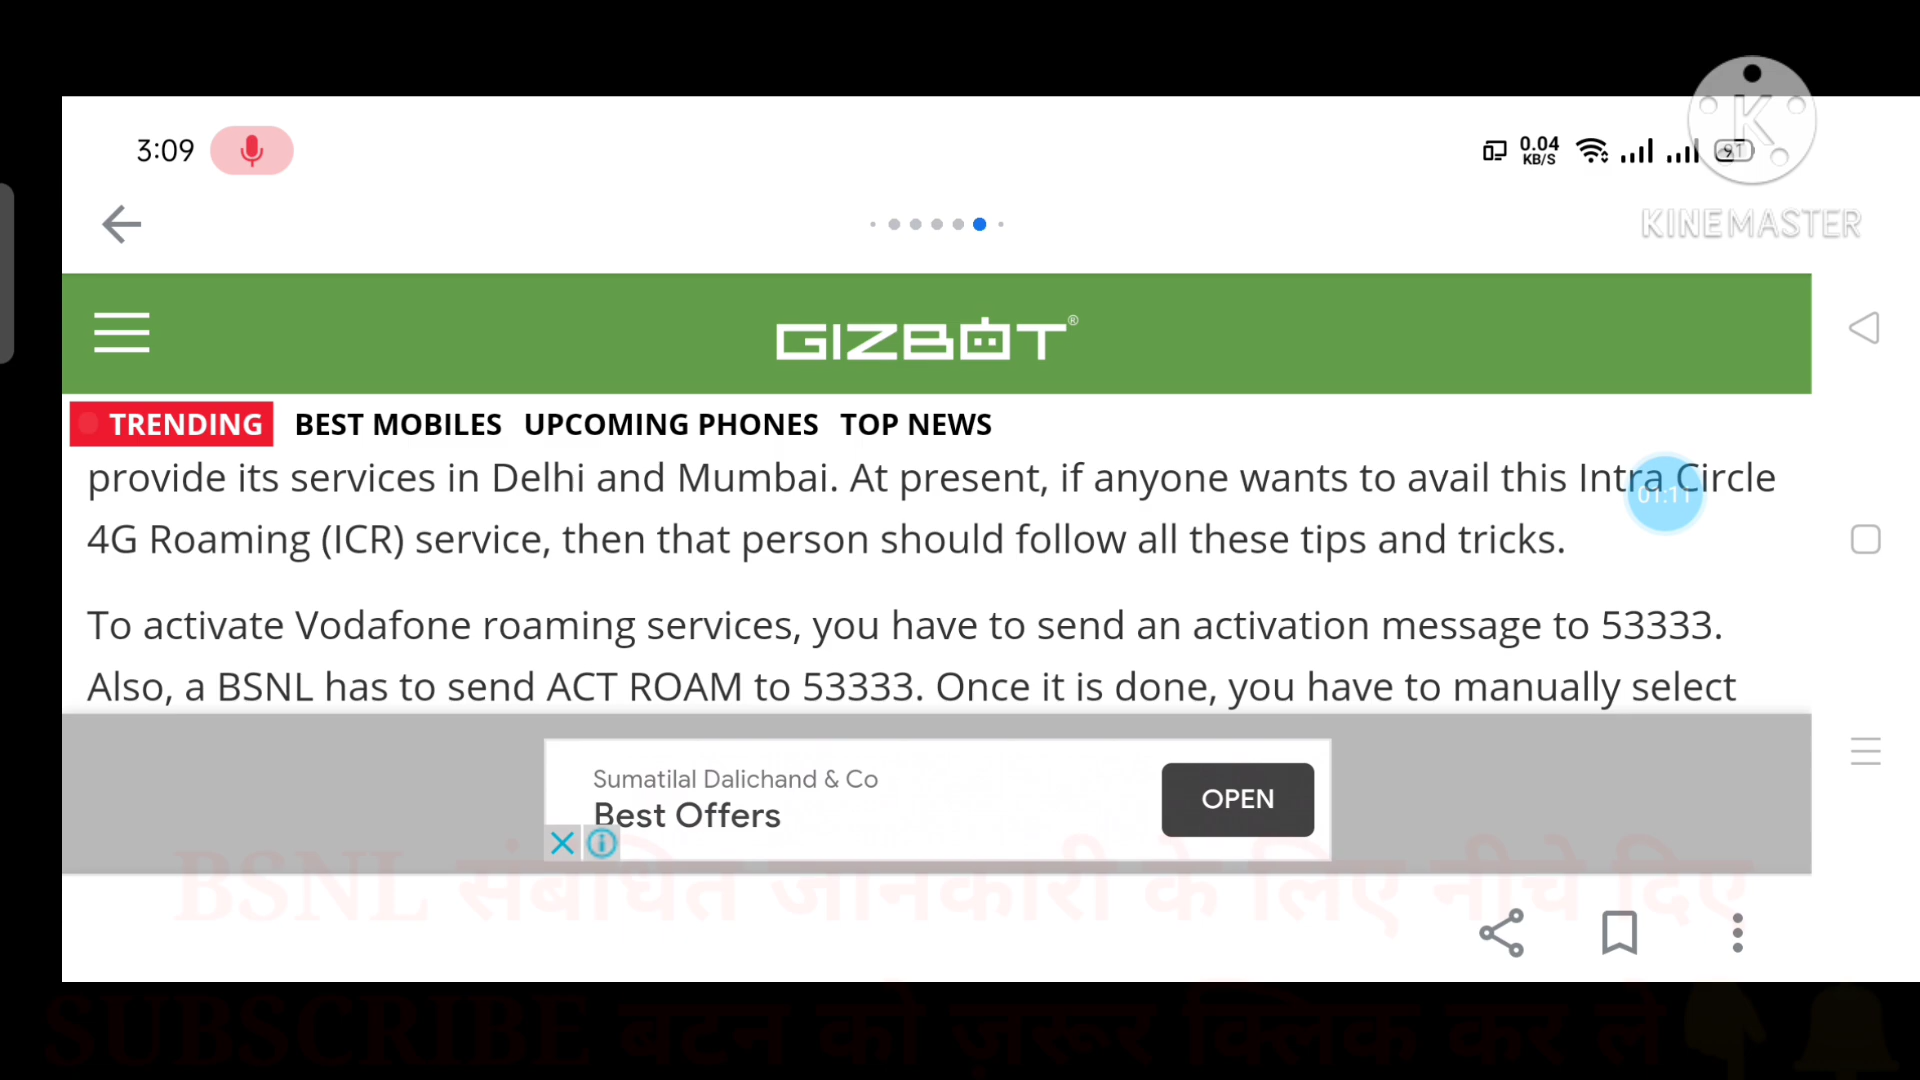 3:09
0.04
KB/S
91
K
KINEMASTER
GIZBOT®
TRENDING BEST MOBILES UPCOMING PHONES TOP NEWS
provide its services in Delhi and Mumbai. At present, if anyone wants to avail this Intra Circle
01:11
4G Roaming (ICR) service, then that person should follow all these tips and tricks.
To activate Vodafone roaming services, you have to send an activation message to 53333.
Also, a BSNL has to send ACT ROAM to 53333. Once it is done, you have to manually select
Sumatilal Dalichand & Co
Best Offers
OPEN
BSNL संबंधित जानकारी के लिए नीचे दिए
SUBSCRIBE बटन को ज़रूर क्लिक कर ले